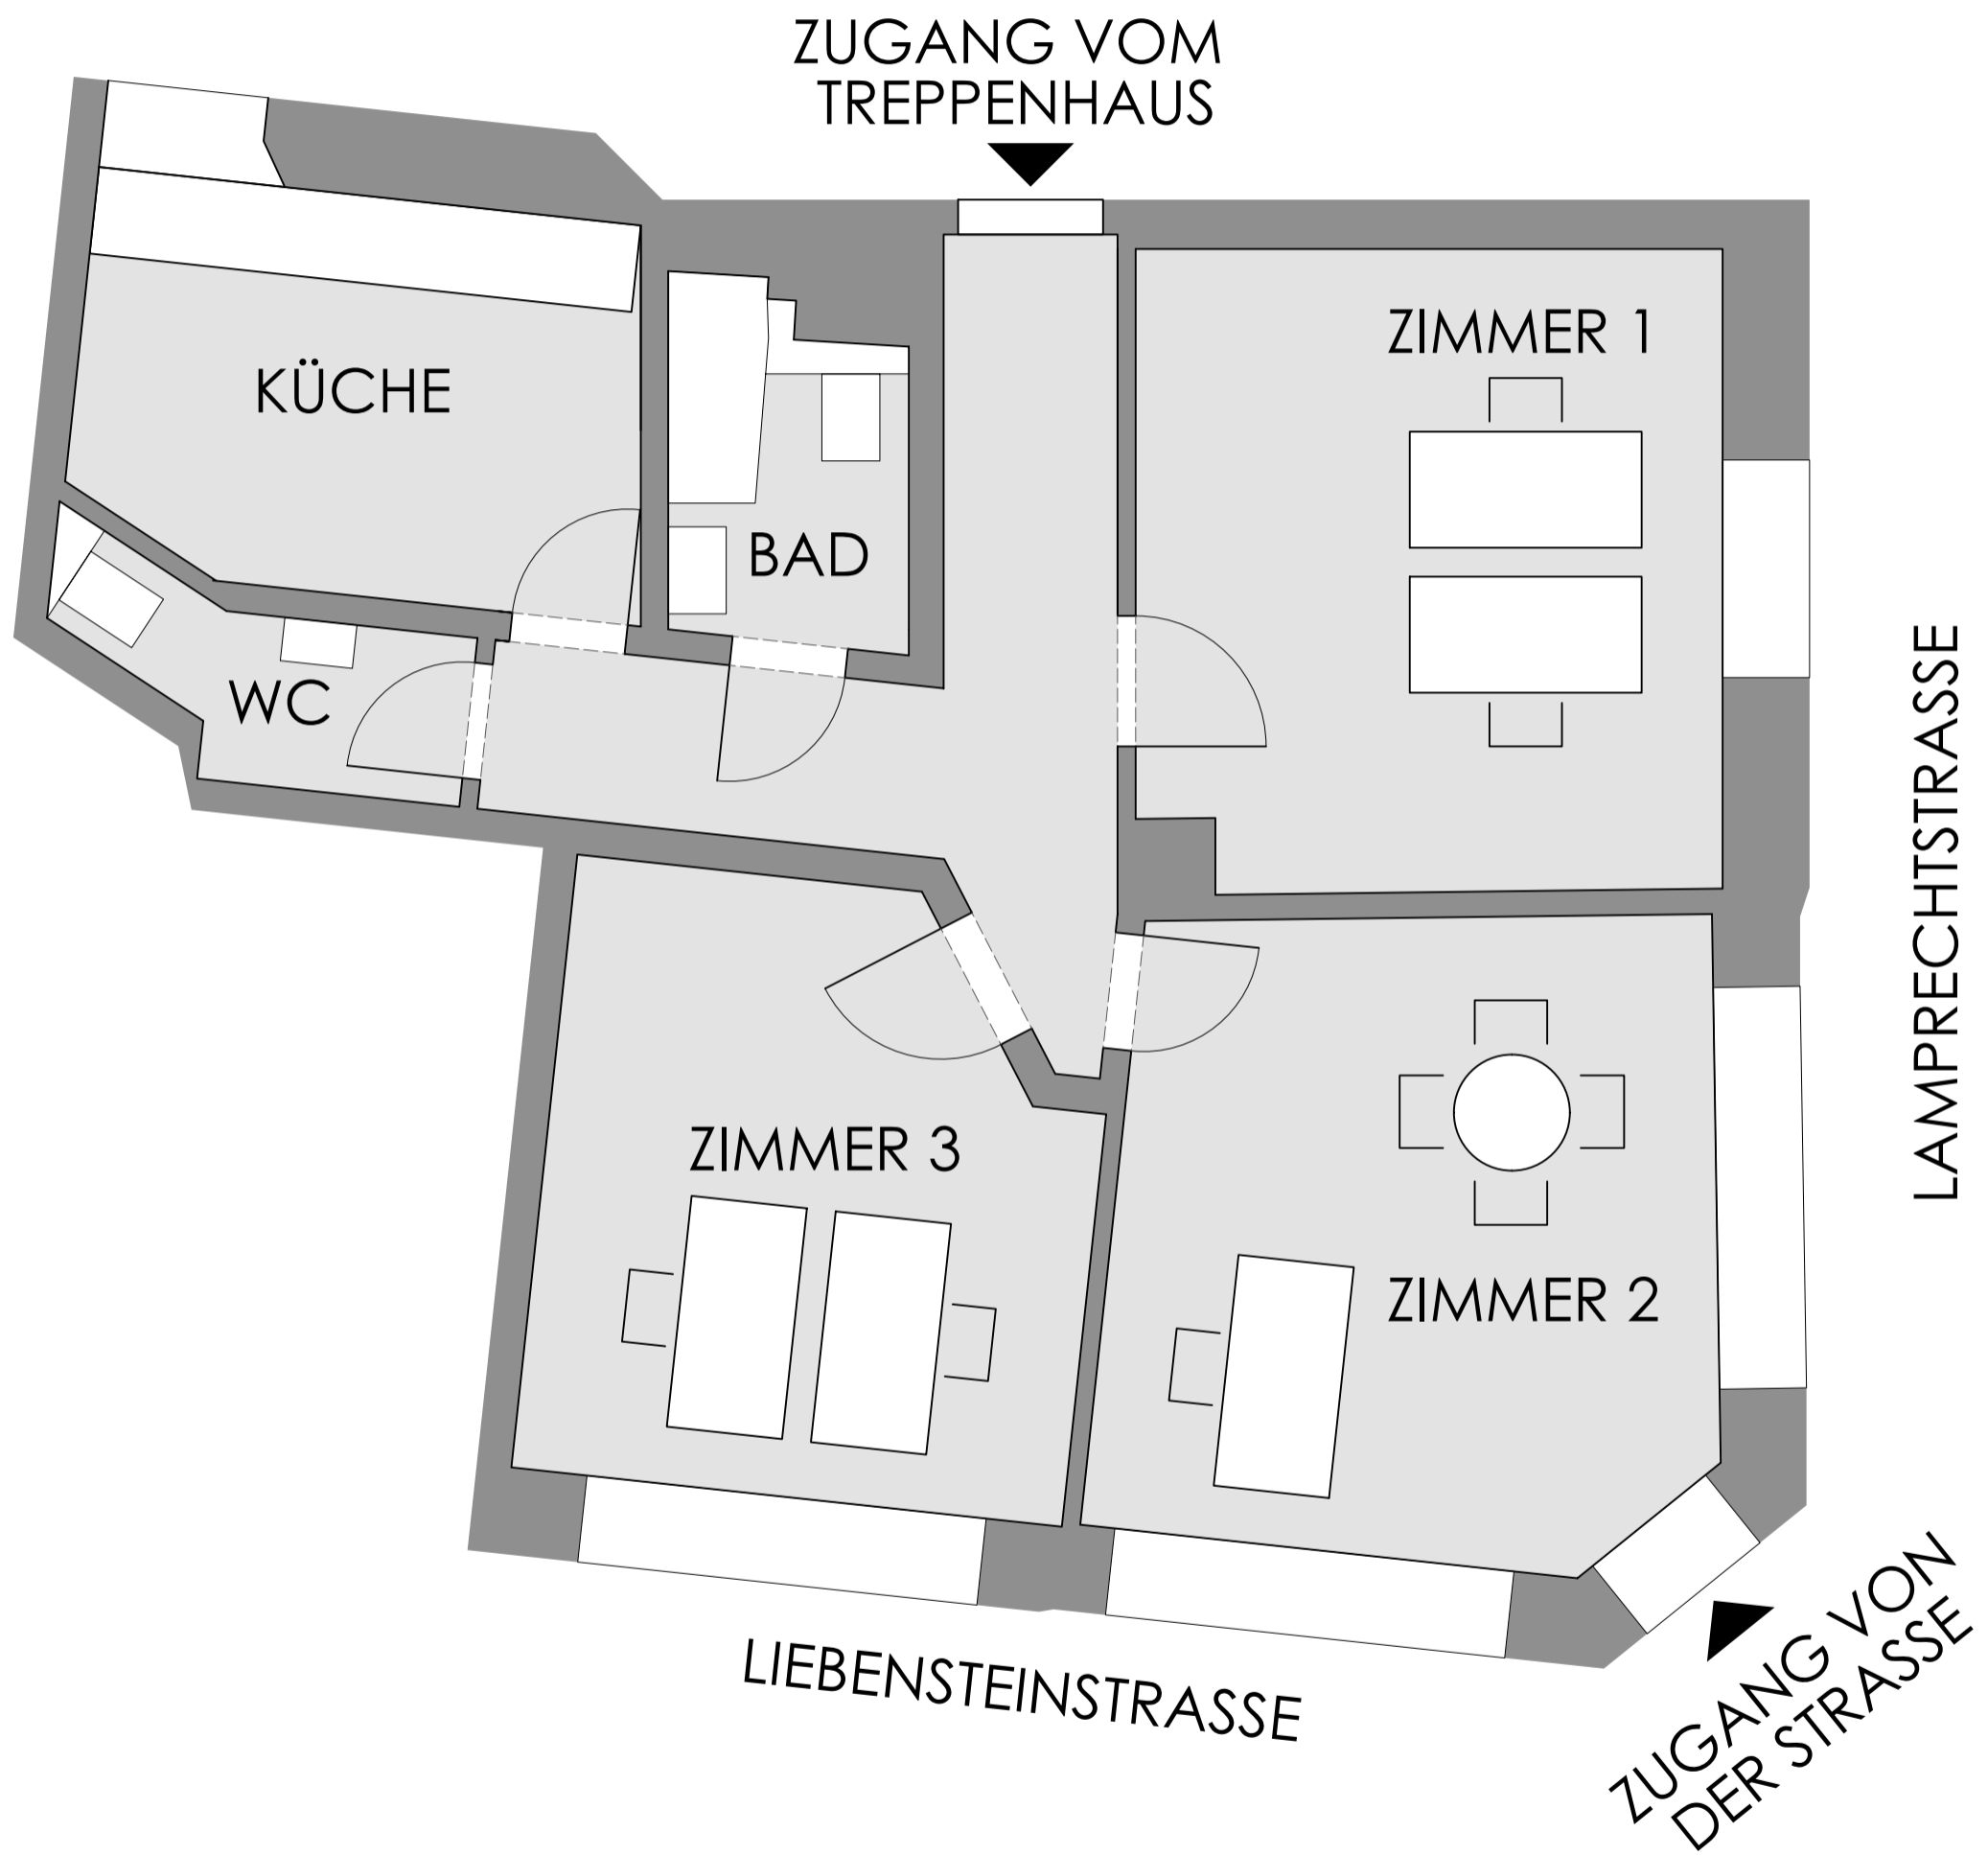 ZUGANG VOM
TREPPENHAUS
ZIMMER 1
KÜCHE
BAD
WC
LAMPRECHTSTRASSE
ZIMMER 3
ZIMMER 2
LIEBENSTEINSTRASSE
ZUGANG VON
DER STRASSE